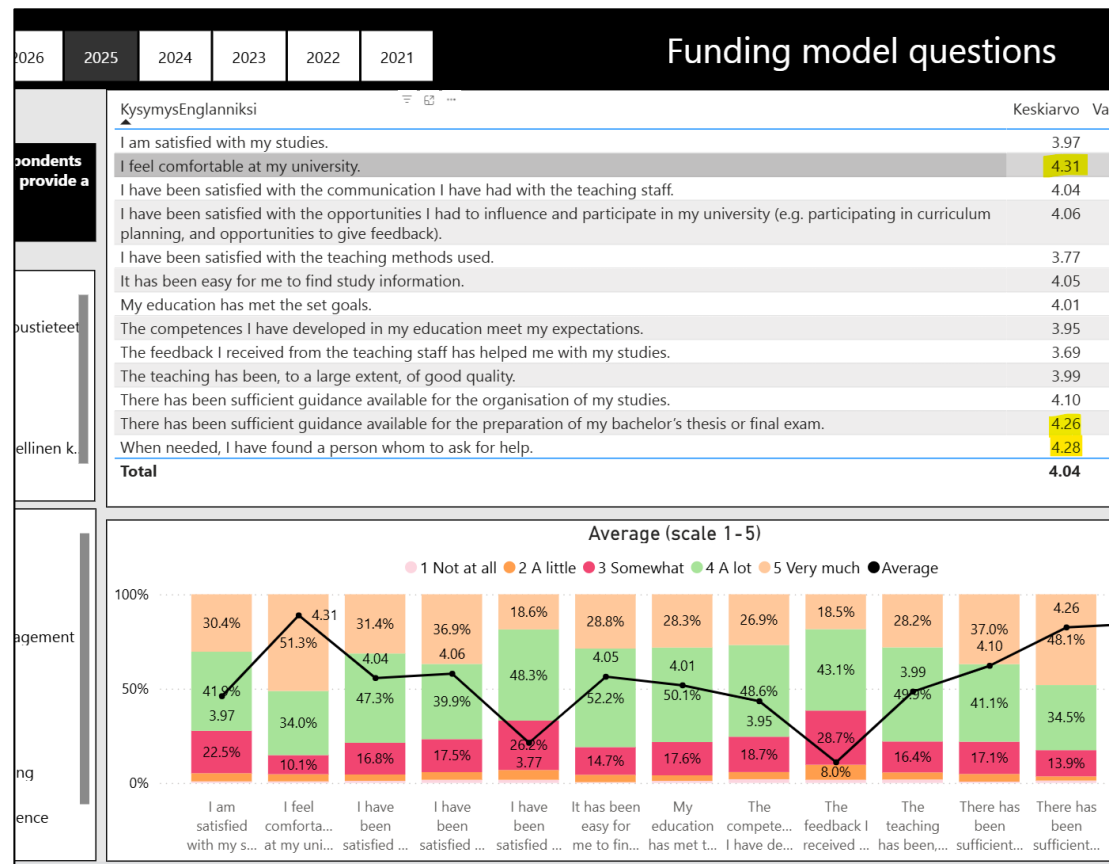 2026 2025 2024 2023 2022 2021
Funding model questions
pondents
provide a
oustieteet
ellinen k...
agement
ng
ence
KysymysEnglanniksi Keskiarvo Va
I am satisfied with my studies. 3.97
I feel comfortable at my university. 4.31
I have been satisfied with the communication I have had with the teaching staff. 4.04
I have been satisfied with the opportunities I had to influence and participate in my university (e.g. participating in curriculum 4.06
planning, and opportunities to give feedback).
I have been satisfied with the teaching methods used. 3.77
It has been easy for me to find study information. 4.05
My education has met the set goals. 4.01
The competences I have developed in my education meet my expectations. 3.95
The feedback I received from the teaching staff has helped me with my studies. 3.69
The teaching has been, to a large extent, of good quality. 3.99
There has been sufficient guidance available for the organisation of my studies. 4.10
There has been sufficient guidance available for the preparation of my bachelor's thesis or final exam. 4.26
When needed, I have found a person whom to ask for help. 4.28
Total 4.04
Average (scale 1-5)
1 Not at all 2 A little 3 Somewhat 4 A lot 5 Very much Average
100%
50%
0%
30.4% 41.9% 3.97 22.5%
4.31 51.3% 34.0% 10.1%
31.4% 4.04 47.3% 16.8%
36.9% 4.06 39.9% 17.5%
18.6% 48.3% 26.2% 3.77
28.8% 4.05 52.2% 14.7%
28.3% 4.01 50.1% 17.6%
26.9% 48.6% 3.95 18.7%
18.5% 43.1% 28.7% 8.0%
28.2% 3.99 49.9% 16.4%
37.0% 4.10 41.1% 17.1%
4.26 48.1% 34.5% 13.9%
I am
satisfied
with my s...
I feel
comforta...
at my uni...
I have
been
satisfied ...
I have
been
satisfied ...
I have
been
satisfied ...
It has been
easy for
me to fin...
My
education
has met t...
The
compete...
I have de...
The
feedback I
received ...
The
teaching
has been,...
There has
been
sufficient...
There has
been
sufficient...